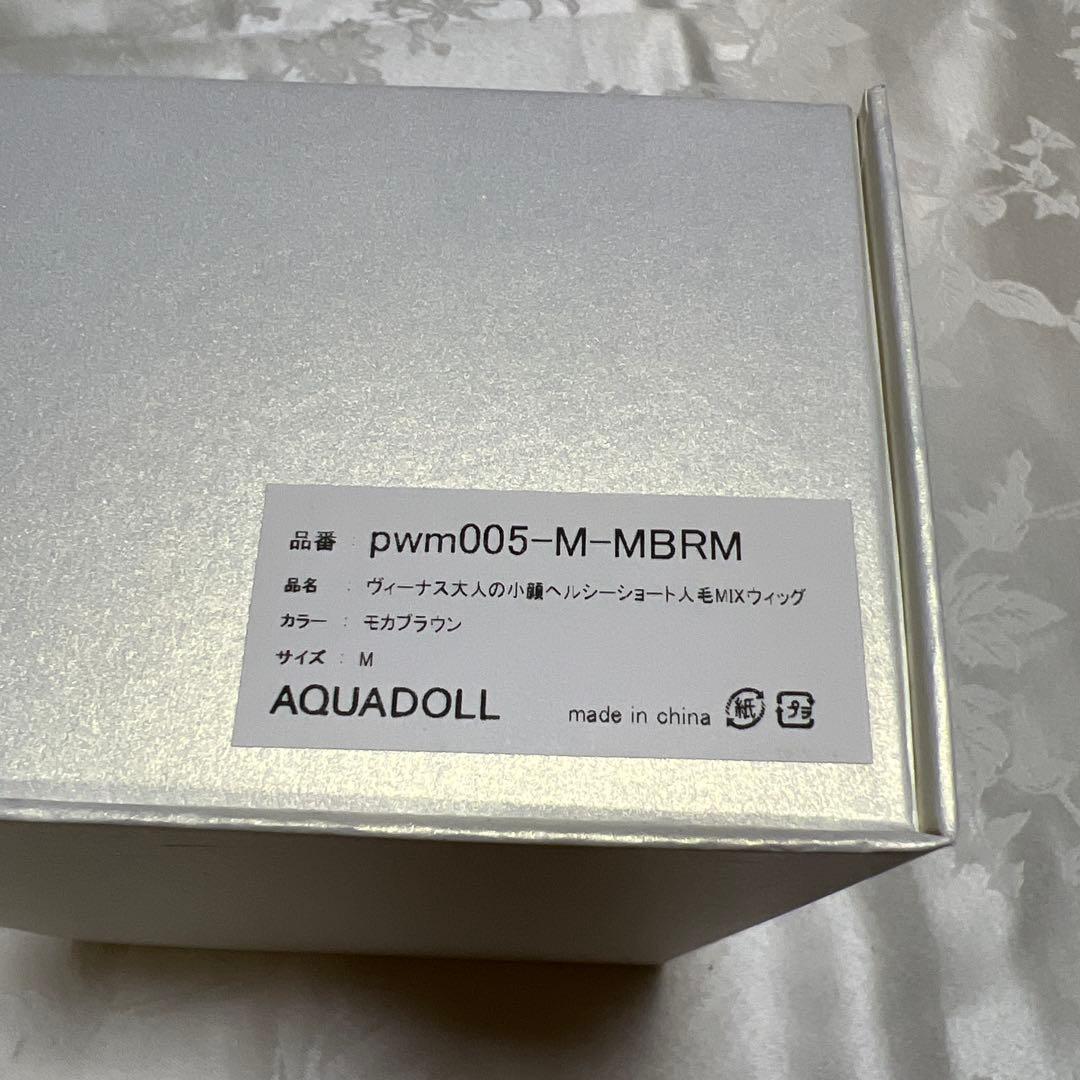 品番 : pwm005-M-MBRM
品名 : ヴィーナス大人の小顔ヘルシーショート人毛MIXウィッグ
カラー : モカブラウン
サイズ : M
AQUADOLL made in china 紙 プラ